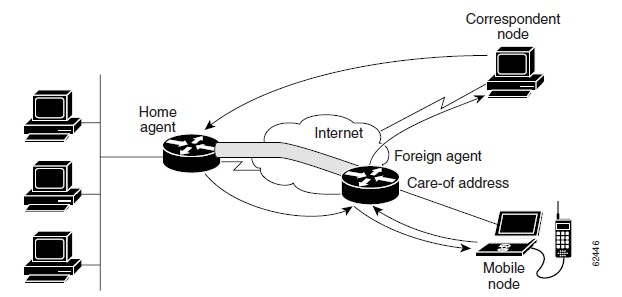 Correspondent
node
Home
agent
Internet
Foreign agent
Care-of address
Mobile
node
62446